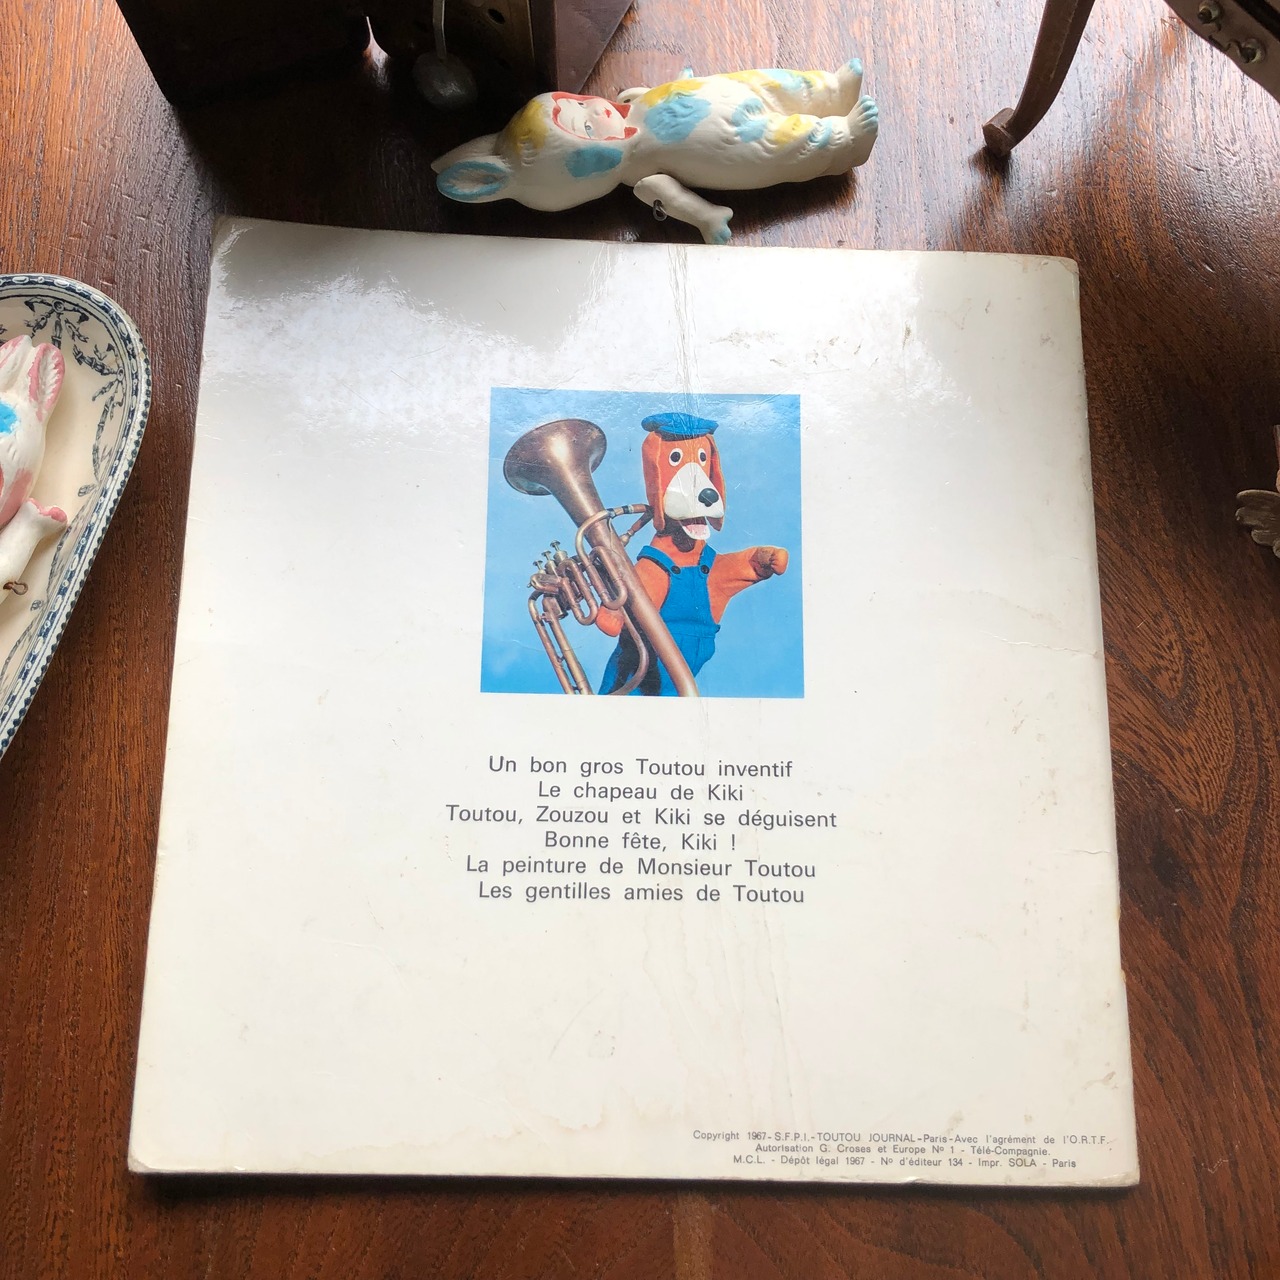 Un bon gros Toutou inventif
Le chapeau de Kiki
Toutou, Zouzou et Kiki se déguisent
Bonne fête, Kiki !
La peinture de Monsieur Toutou
Les gentilles amies de Toutou
Copyright 1967- S.F.P.I. - TOUTOU JOURNAL - Paris - Avec l'agrément de l'O.R.T.F.
Autorisation G. Croses et Europe Nº 1 - Télé-Compagnie.
M.C.L. - Dépôt légal 1967 - Nº d'éditeur 134 - Impr. SOLA - Paris